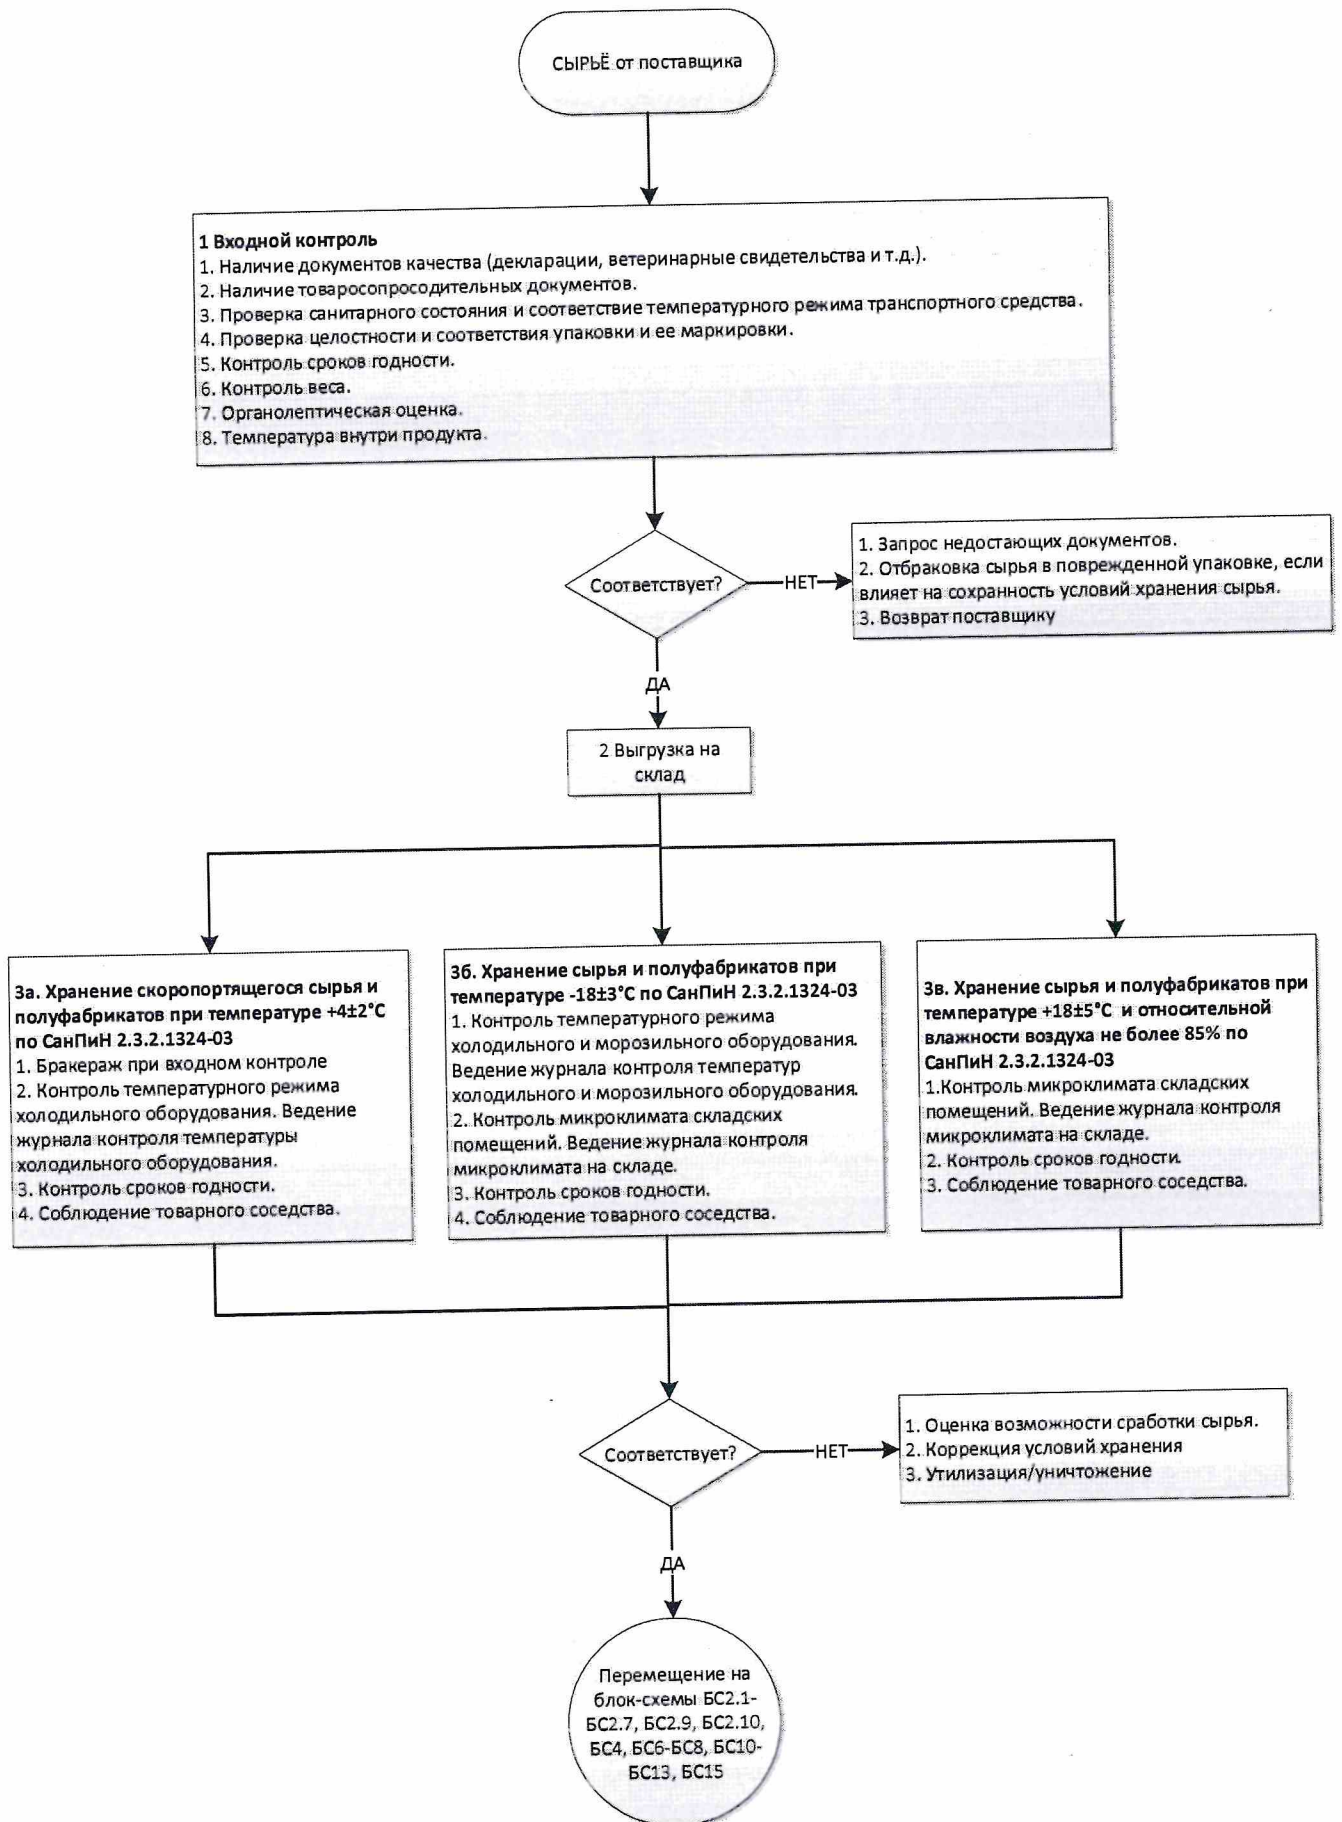 СЫРЬЁ от поставщика
1 Входной контроль
1. Наличие документов качества (декларации, ветеринарные свидетельства и т.д.).
2. Наличие товаросопросодительных документов.
3. Проверка санитарного состояния и соответствие температурного режима транспортного средства.
4. Проверка целостности и соответствия упаковки и ее маркировки.
5. Контроль сроков годности.
6. Контроль веса.
7. Органолептическая оценка.
8. Температура внутри продукта.
Соответствует?
НЕТ
1. Запрос недостающих документов.
2. Отбраковка сырья в поврежденной упаковке, если
влияет на сохранность условий хранения сырья.
3. Возврат поставщику
ДА
2 Выгрузка на
склад
3а. Хранение скоропортящегося сырья и
полуфабрикатов при температуре +4±2°С
по СанПиН 2.3.2.1324-03
1. Бракераж при входном контроле
2. Контроль температурного режима
холодильного оборудования. Ведение
журнала контроля температуры
холодильного оборудования.
3. Контроль сроков годности.
4. Соблюдение товарного соседства.
3б. Хранение сырья и полуфабрикатов при
температуре -18±3°С по СанПиН 2.3.2.1324-03
1. Контроль температурного режима
холодильного и морозильного оборудования.
Ведение журнала контроля температур
холодильного и морозильного оборудования.
2. Контроль микроклимата складских
помещений. Ведение журнала контроля
микроклимата на складе.
3. Контроль сроков годности.
4. Соблюдение товарного соседства.
3в. Хранение сырья и полуфабрикатов при
температуре +18±5°С и относительной
влажности воздуха не более 85% по
СанПиН 2.3.2.1324-03
1.Контроль микроклимата складских
помещений. Ведение журнала контроля
микроклимата на складе.
2. Контроль сроков годности.
3. Соблюдение товарного соседства.
Соответствует?
НЕТ
1. Оценка возможности сработки сырья.
2. Коррекция условий хранения
3. Утилизация/уничтожение
ДА
Перемещение на
блок-схемы БС2.1-
БС2.7, БС2.9, БС2.10,
БС4, БС6-БС8, БС10-
БС13, БС15